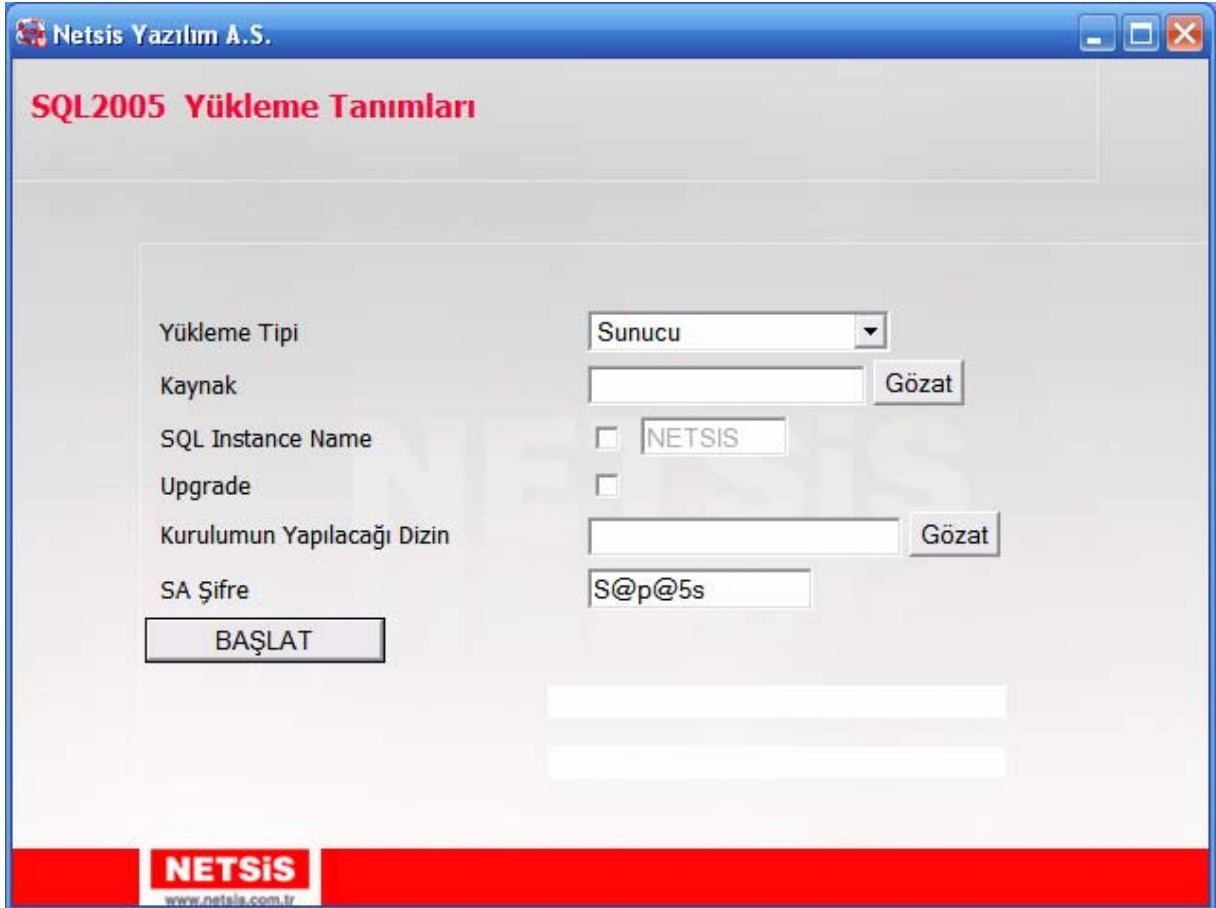 Netsis Yazılım A.S.
SQL2005 Yükleme Tanımları
Yükleme Tipi Sunucu
Kaynak Gözat
SQL Instance Name NETSIS
Upgrade
Kurulumun Yapılacağı Dizin Gözat
SA Şifre S@p@5s
BAŞLAT
NETSiS
NETSiS
www.netsis.com.tr